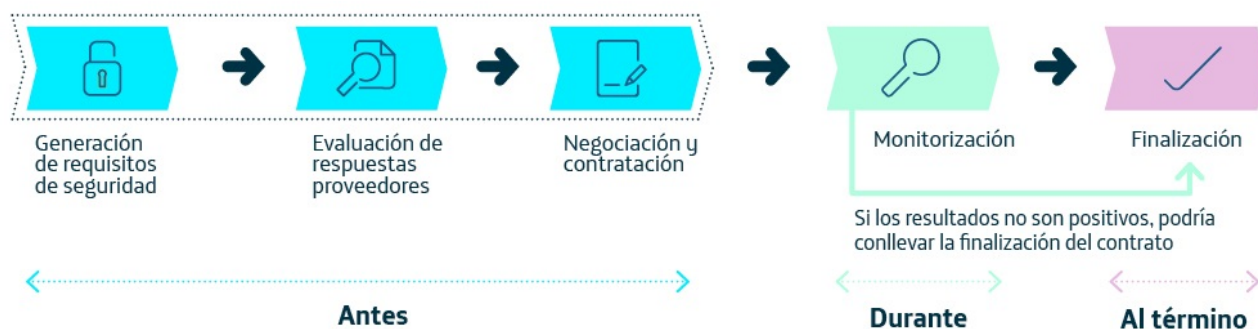 Generación
de requisitos
de seguridad
Evaluación de
respuestas
proveedores
Negociación y
contratación
Monitorización
Finalización
Si los resultados no son positivos, podría
conllevar la finalización del contrato
Antes
Durante
Al término